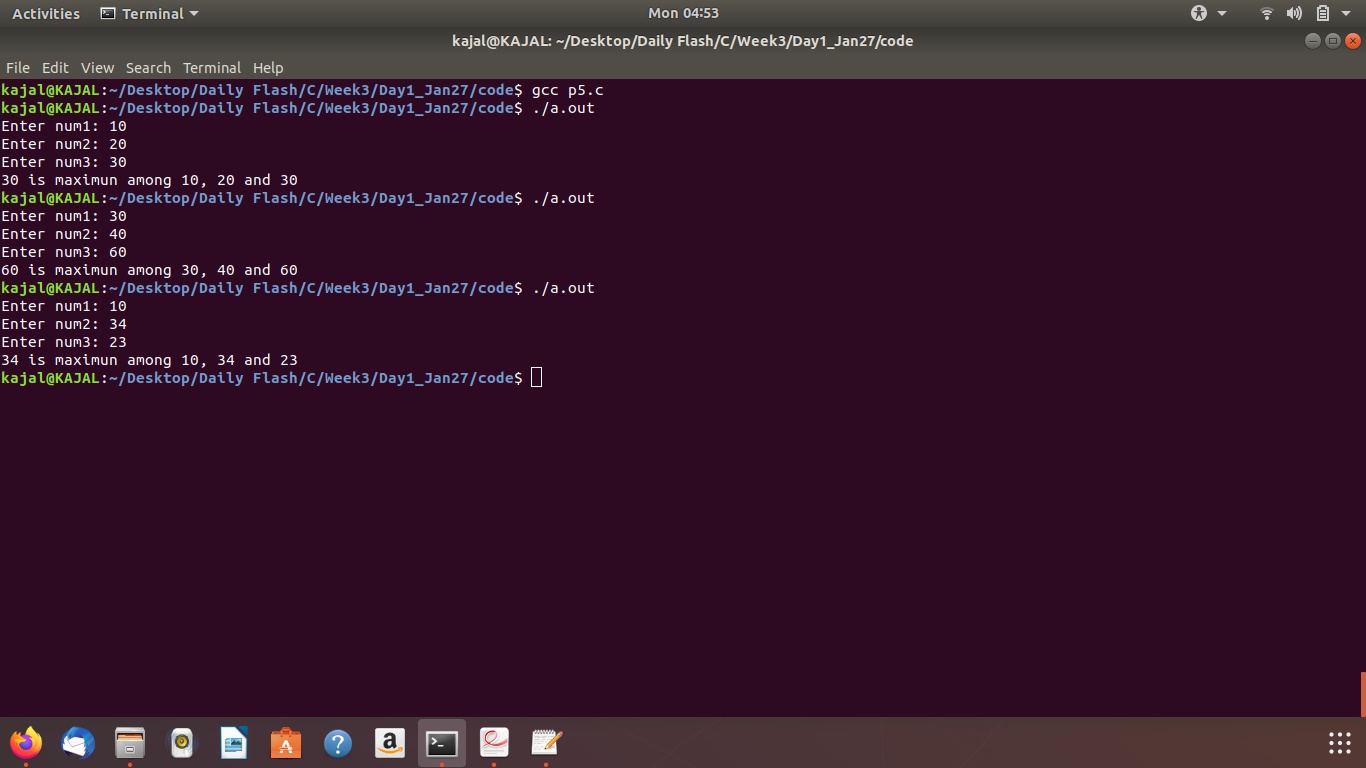 Activities Terminal Mon 04:53
kajal@KAJAL: ~/Desktop/Daily Flash/C/Week3/Day1_Jan27/code
File Edit View Search Terminal Help
kajal@KAJAL:~/Desktop/Daily Flash/C/Week3/Day1_Jan27/code$ gcc p5.c
kajal@KAJAL:~/Desktop/Daily Flash/C/Week3/Day1_Jan27/code$ ./a.out
Enter num1: 10
Enter num2: 20
Enter num3: 30
30 is maximun among 10, 20 and 30
kajal@KAJAL:~/Desktop/Daily Flash/C/Week3/Day1_Jan27/code$ ./a.out
Enter num1: 30
Enter num2: 40
Enter num3: 60
60 is maximun among 30, 40 and 60
kajal@KAJAL:~/Desktop/Daily Flash/C/Week3/Day1_Jan27/code$ ./a.out
Enter num1: 10
Enter num2: 34
Enter num3: 23
34 is maximun among 10, 34 and 23
kajal@KAJAL:~/Desktop/Daily Flash/C/Week3/Day1_Jan27/code$